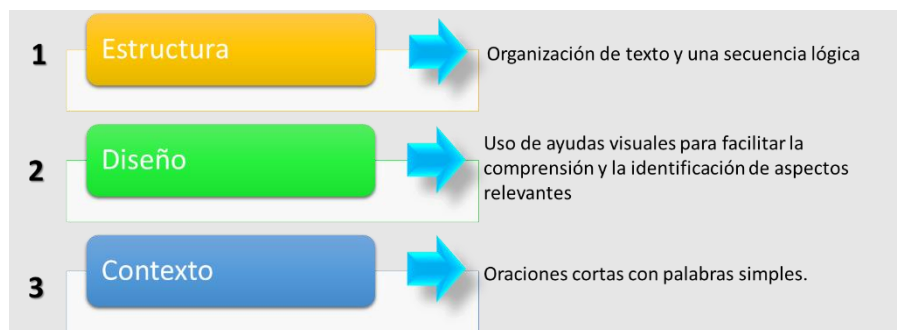 1
Estructura
Organización de texto y una secuencia lógica
2
Diseño
Uso de ayudas visuales para facilitar la
comprensión y la identificación de aspectos
relevantes
3
Contexto
Oraciones cortas con palabras simples.